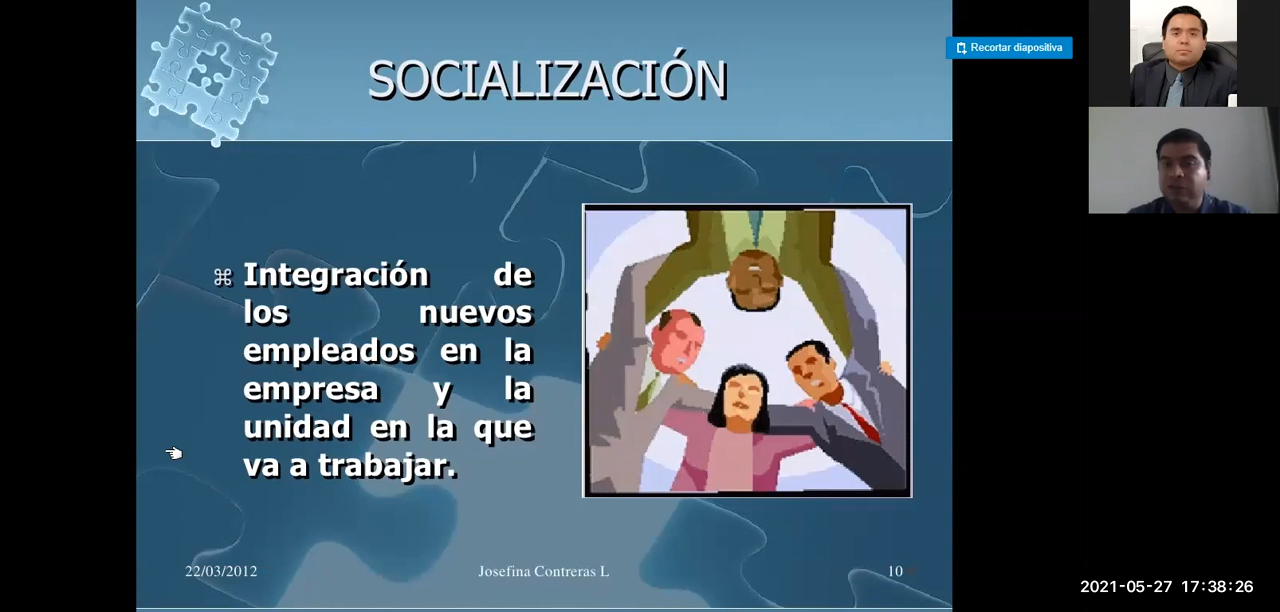 SOCIALIZACIÓN
Recortar diapositiva
⌘ Integración de
los nuevos
empleados en la
empresa y la
unidad en la que
va a trabajar.
22/03/2012
Josefina Contreras L
10
2021-05-27 17:38:26